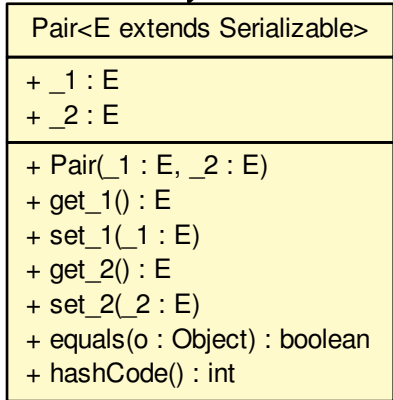 Pair<E extends Serializable>
+ _1 : E
+ _2 : E
+ Pair(_1 : E, _2 : E)
+ get_1() : E
+ set_1(_1 : E)
+ get_2() : E
+ set_2(_2 : E)
+ equals(o : Object) : boolean
+ hashCode() : int